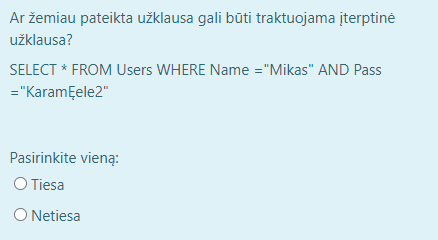 Ar žemiau pateikta užklausa gali būti traktuojama įterptinė
užklausa?
SELECT * FROM Users WHERE Name ="Mikas" AND Pass
="KaramĘele2"
Pasirinkite vieną:
Tiesa
Netiesa